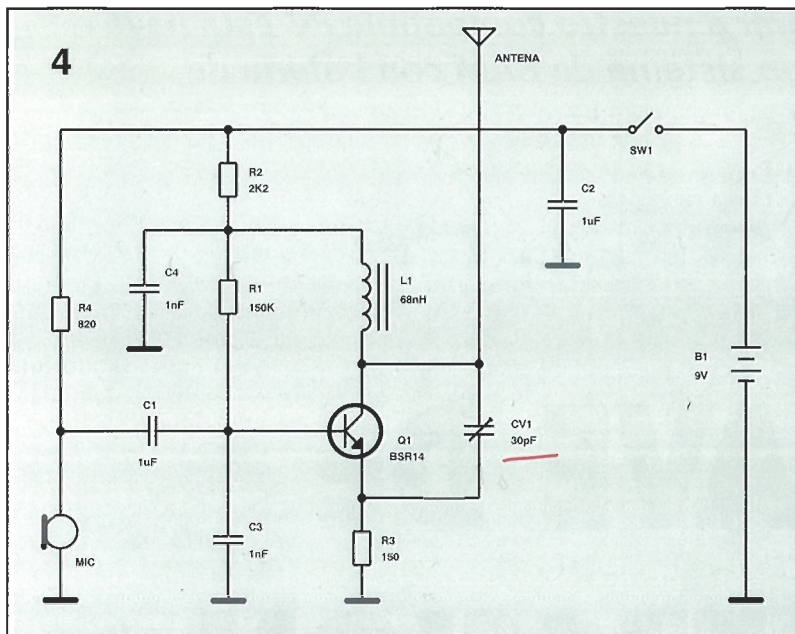 4
ANTENA
SW1
R2
2K2
C2
1uF
C4
1nF
R1
150K
L1
68nH
R4
820
B1
9V
C1
1uF
Q1
BSR14
CV1
30pF
C3
1nF
R3
150
MIC